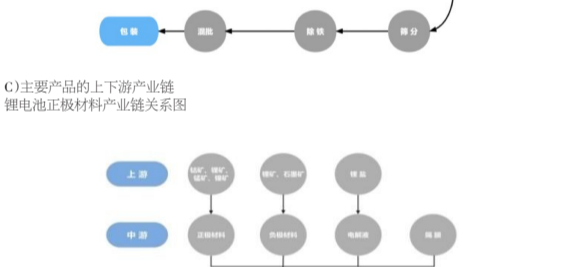 包装
混批
除铁
筛分
C)主要产品的上下游产业链
锂电池正极材料产业链关系图
上游
钴矿、镍矿、
锰矿、锂矿
锂矿、石墨矿
锂盐
中游
正极材料
负极材料
电解液
隔膜